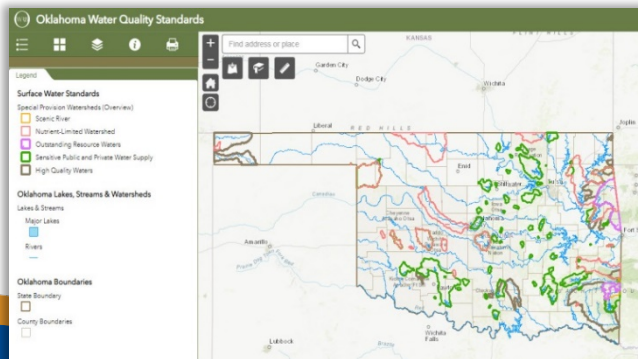 Oklahoma Water Quality Standards
Find address or place
Legend
Surface Water Standards
Special Provision Watersheds (Overview)
Scenic River
Nutrient-Limited Watershed
Outstanding Resource Waters
Sensitive Public and Private Water Supply
High Quality Waters
Oklahoma Lakes, Streams & Watersheds
Lakes & Streams
Major Lakes
Rivers
Oklahoma Boundaries
State Boundary
County Boundaries
KANSAS
Garden City
Dodge City
Wichita
Liberal
RED HILLS
Joplin
Enid
Stillwater
Canadian
Amarillo
Wichita
Falls
Lubbock